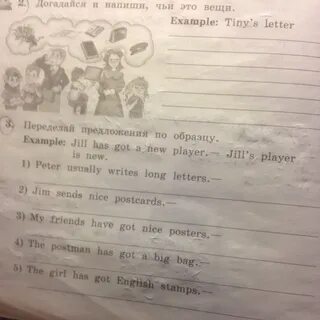 2. Догадайся и напиши, чьи это вещи.
Example: Tiny's letter
3. Переделай предложения по образцу.
Example: Jill has got a new player.— Jill's player
is new.
1) Peter usually writes long letters.—
2) Jim sends nice postcards.—
3) My friends have got nice posters.—
4) The postman has got a big bag.—
5) The girl has got English stamps.—